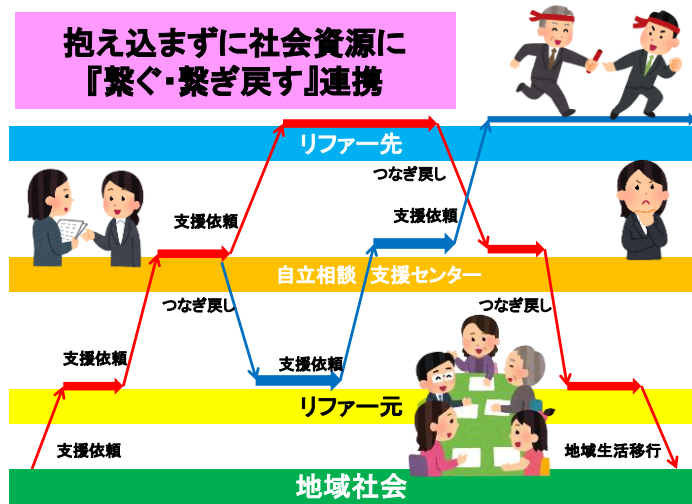 抱え込まずに社会資源に
『繋ぐ・繋ぎ戻す』連携
リファー先
つなぎ戻し
支援依頼
支援依頼
自立相談 支援センター
つなぎ戻し
つなぎ戻し
支援依頼
支援依頼
リファー元
支援依頼
地域生活移行
地域社会